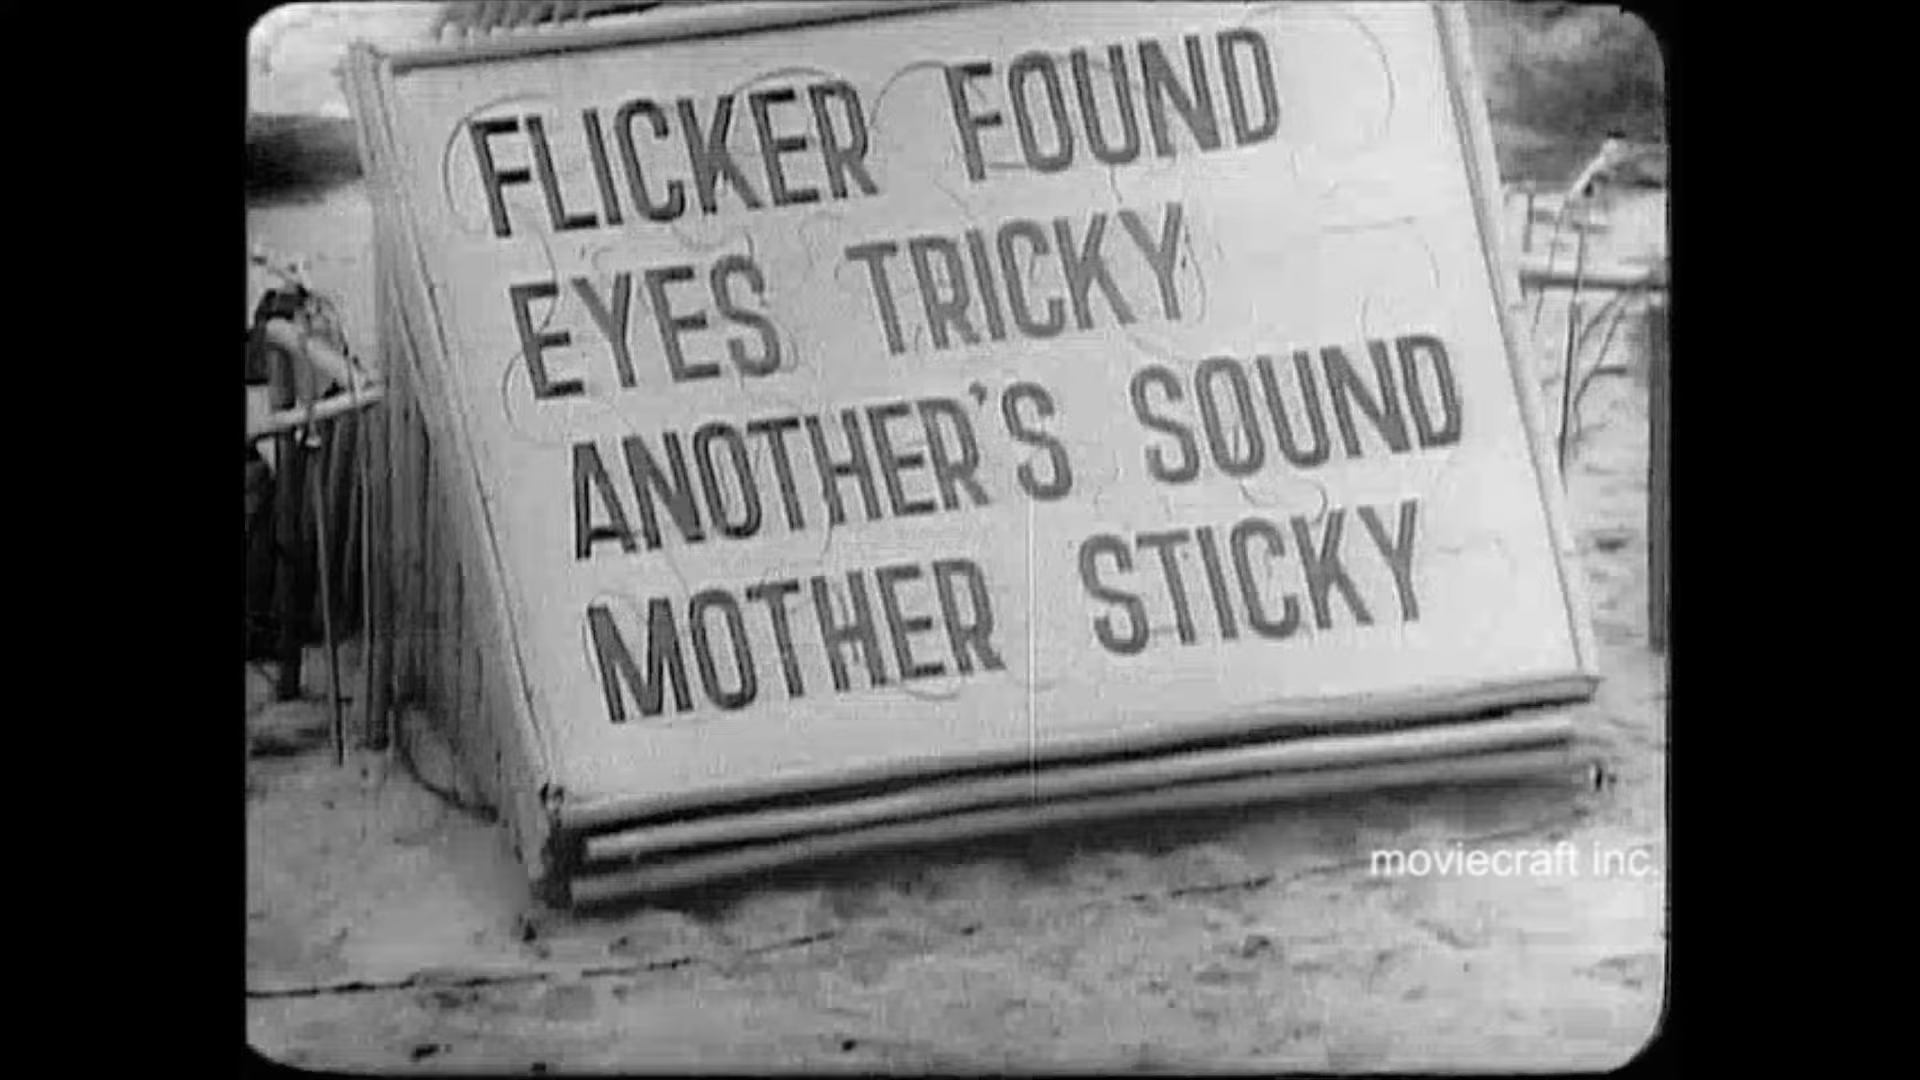 FLICKER FOUND
EYES TRICKY
ANOTHER'S SOUND
MOTHER STICKY
moviecraft inc.